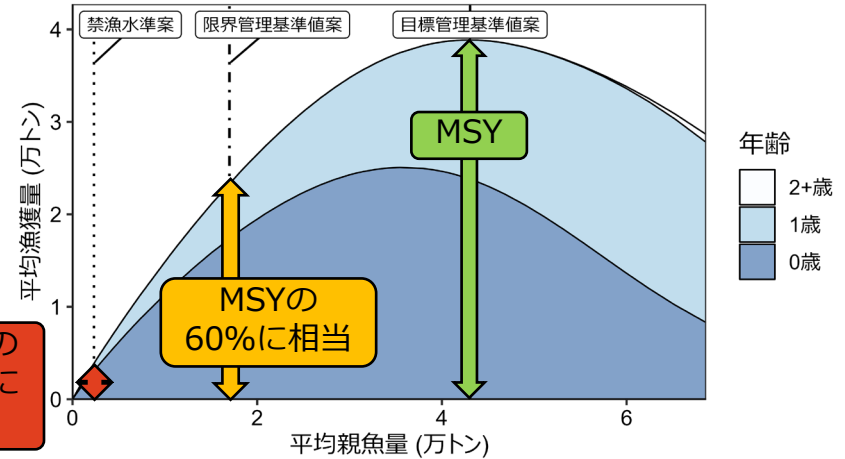 禁漁水準案
限界管理基準値案
目標管理基準値案
平均漁獲量 (万トン)
4
3
2
1
0
MSY
MSYの
60%に相当
の
に
0
2
4
6
平均親魚量 (万トン)
年齢
2+歳
1歳
0歳